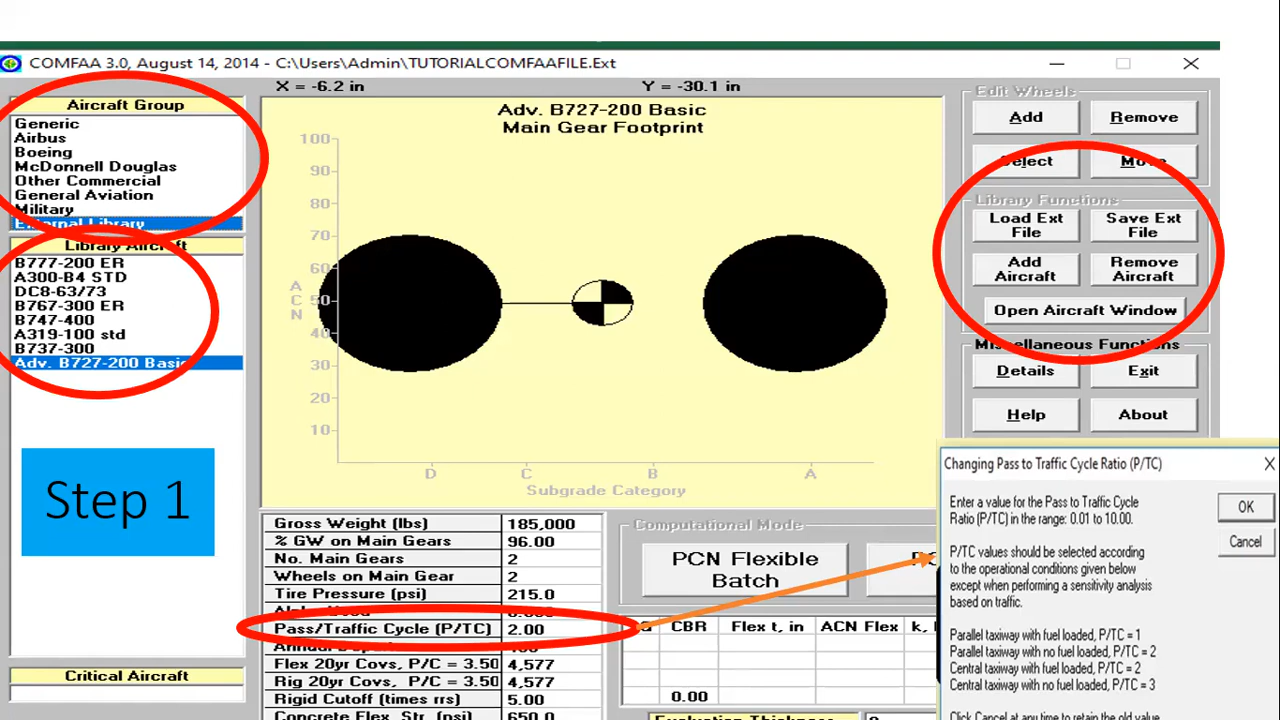 COMFAA 3.0, August 14, 2014 - C:\Users\Admin\TUTORIALCOMFAAFILE.Ext
X = -6.2 in
Y = -30.1 in
Aircraft Group
Generic
Airbus
Boeing
McDonnell Douglas
Other Commercial
General Aviation
Military
External Library
Library Aircraft
B777-200 ER
A300-B4 STD
DC8-63/73
B767-300 ER
B747-400
A319-100 std
B737-300
Adv. B727-200 Basic
Step 1
Critical Aircraft
Adv. B727-200 Basic
Main Gear Footprint
100
90
80
70
60
50
40
30
20
10
ACN
D C B A
Subgrade Category
Gross Weight (lbs) 185,000
% GW on Main Gears 96.00
No. Main Gears 2
Wheels on Main Gear 2
Tire Pressure (psi) 215.0
Pass/Traffic Cycle (P/TC) 2.00
Flex 20yr Covs, P/C = 3.50 4,577
Rig 20yr Covs, P/C = 3.50 4,577
Rigid Cutoff (times rrs) 5.00
Concrete Flex. Str. (psi) 650.0
Computational Mode
PCN Flexible
Batch
CBR Flex t, in ACN Flex k,
0.00
Evaluation Thickness
Edit Wheels
Add
Remove
Select
Move
Library Functions
Load Ext
File
Save Ext
File
Add
Aircraft
Remove
Aircraft
Open Aircraft Window
Miscellaneous Functions
Details
Exit
Help
About
Changing Pass to Traffic Cycle Ratio (P/TC)
Enter a value for the Pass to Traffic Cycle
Ratio (P/TC) in the range: 0.01 to 10.00.
OK
Cancel
P/TC values should be selected according
to the operational conditions given below
except when performing a sensitivity analysis
based on traffic.
Parallel taxiway with fuel loaded, P/TC = 1
Parallel taxiway with no fuel loaded, P/TC = 2
Central taxiway with fuel loaded, P/TC = 2
Central taxiway with no fuel loaded, P/TC = 3
Click Cancel at any time to retain the old value